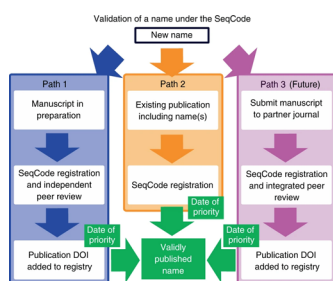 Validation of a name under the SeqCode
New name
Path 1
Manuscript in
preparation
SeqCode registration
and independent
peer review
Date of
priority
Publication DOI
added to registry
Path 2
Existing publication
including name(s)
SeqCode registration
Date of
priority
Validly
published
name
Path 3 (Future)
Submit manuscript
to partner journal
SeqCode registration
and integrated peer
review
Date of
priority
Publication DOI
added to registry